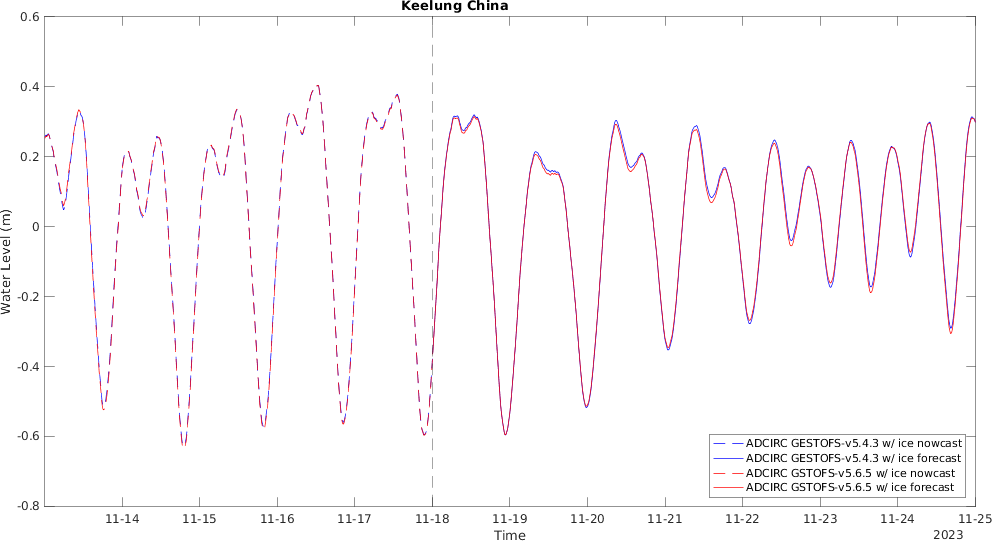 Keelung China
0.6
0.4
0.2
0
-0.2
-0.4
-0.6
-0.8
Water Level (m)
11-14 11-15 11-16 11-17 11-18 11-19 11-20 11-21 11-22 11-23 11-24 11-25
Time
2023
ADCIRC GESTOFS-v5.4.3 w/ ice nowcast
ADCIRC GESTOFS-v5.4.3 w/ ice forecast
ADCIRC GSTOFS-v5.6.5 w/ ice nowcast
ADCIRC GSTOFS-v5.6.5 w/ ice forecast